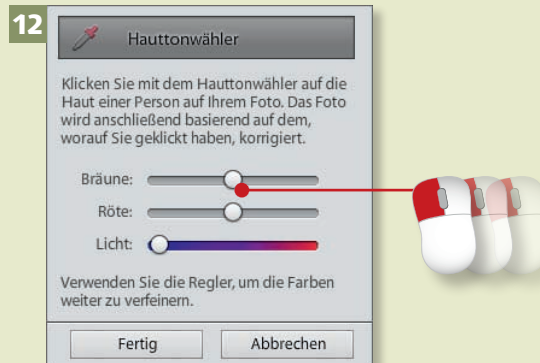 12
Hauttonwähler
Klicken Sie mit dem Hauttonwähler auf die
Haut einer Person auf Ihrem Foto. Das Foto
wird anschließend basierend auf dem,
worauf Sie geklickt haben, korrigiert.
Bräune:
Röte:
Licht:
Verwenden Sie die Regler, um die Farben
weiter zu verfeinern.
Fertig Abbrechen